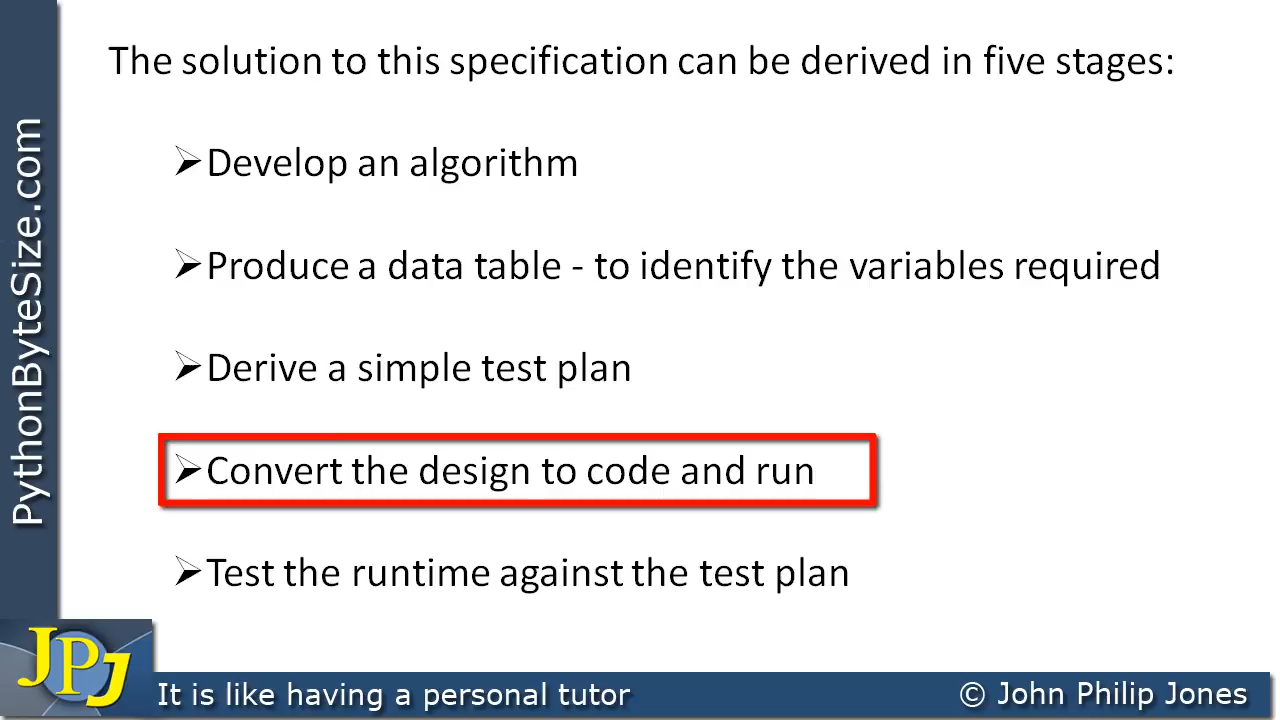 The solution to this specification can be derived in five stages:
➢Develop an algorithm
➢Produce a data table - to identify the variables required
➢Derive a simple test plan
➢Convert the design to code and run
➢Test the runtime against the test plan
PythonByteSize.com
JPJ
It is like having a personal tutor
© John Philip Jones